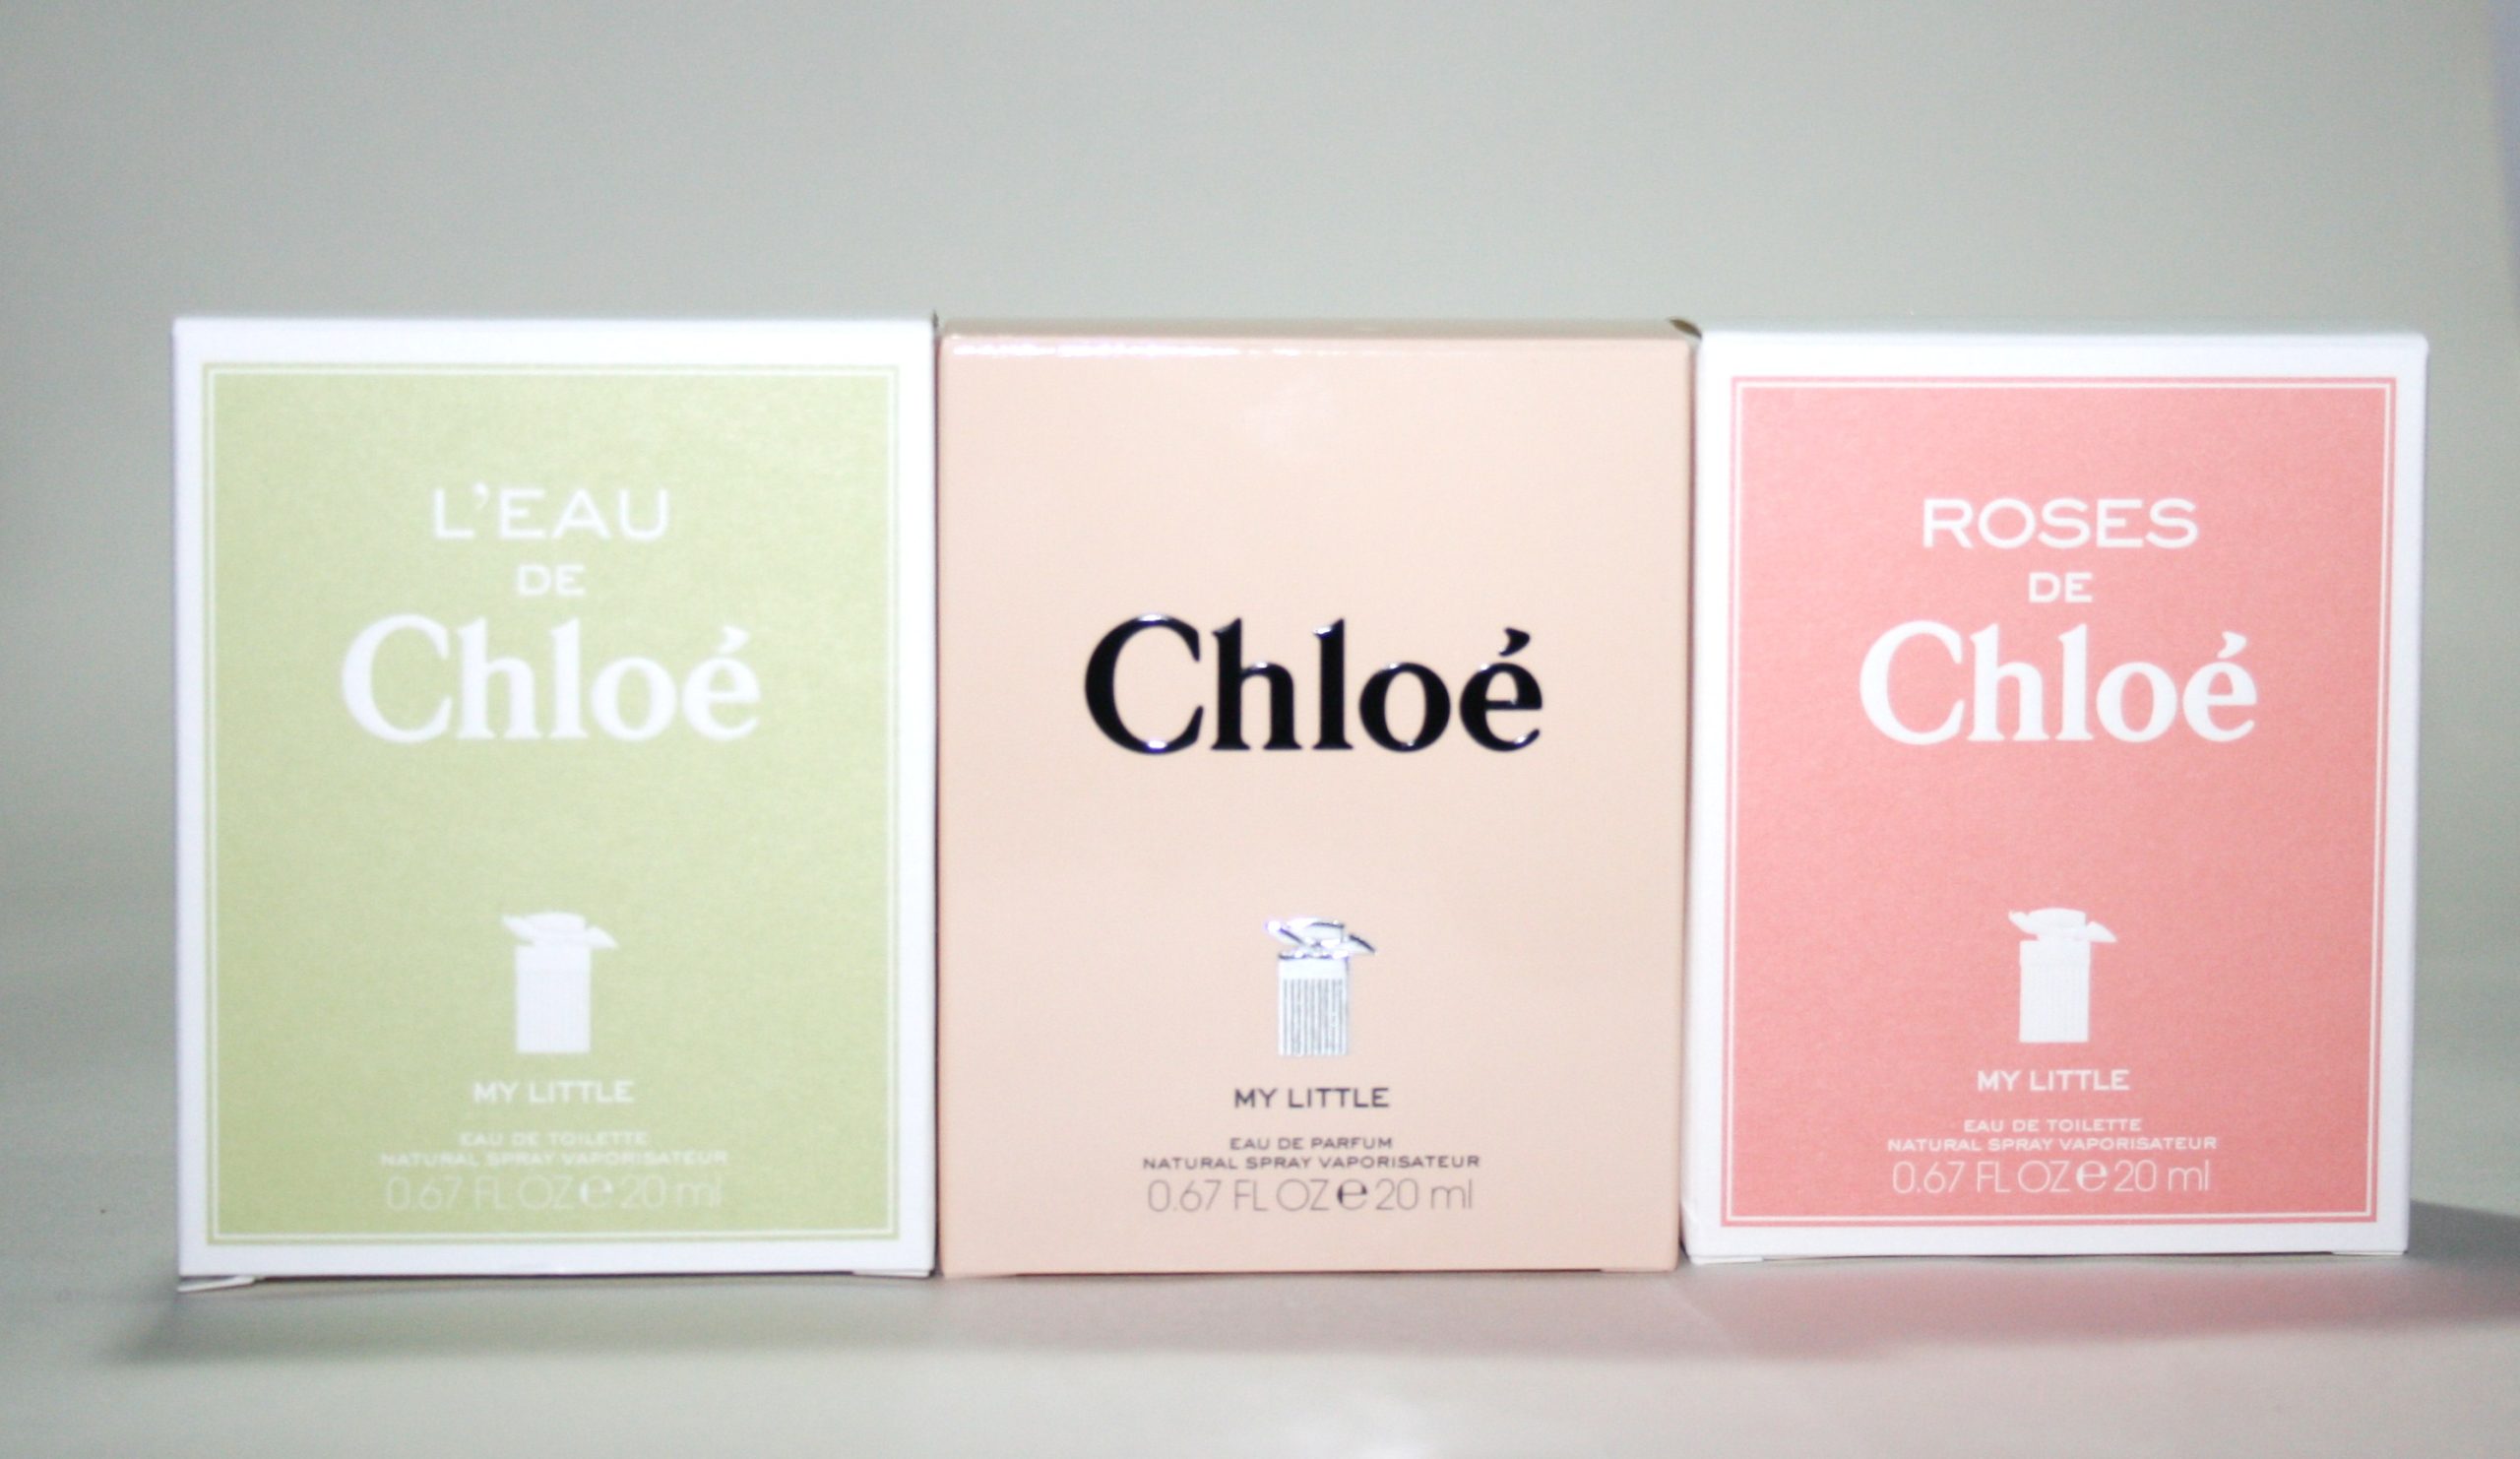 L'EAU
DE
Chloé
MY LITTLE
EAU DE TOILETTE
NATURAL SPRAY VAPORISATEUR
0.67 FL OZ e 20 ml
Chloé
MY LITTLE
EAU DE PARFUM
NATURAL SPRAY VAPORISATEUR
0.67 FL OZ e 20 ml
ROSES
DE
Chloé
MY LITTLE
EAU DE TOILETTE
NATURAL SPRAY VAPORISATEUR
0.67 FL OZ e 20 ml